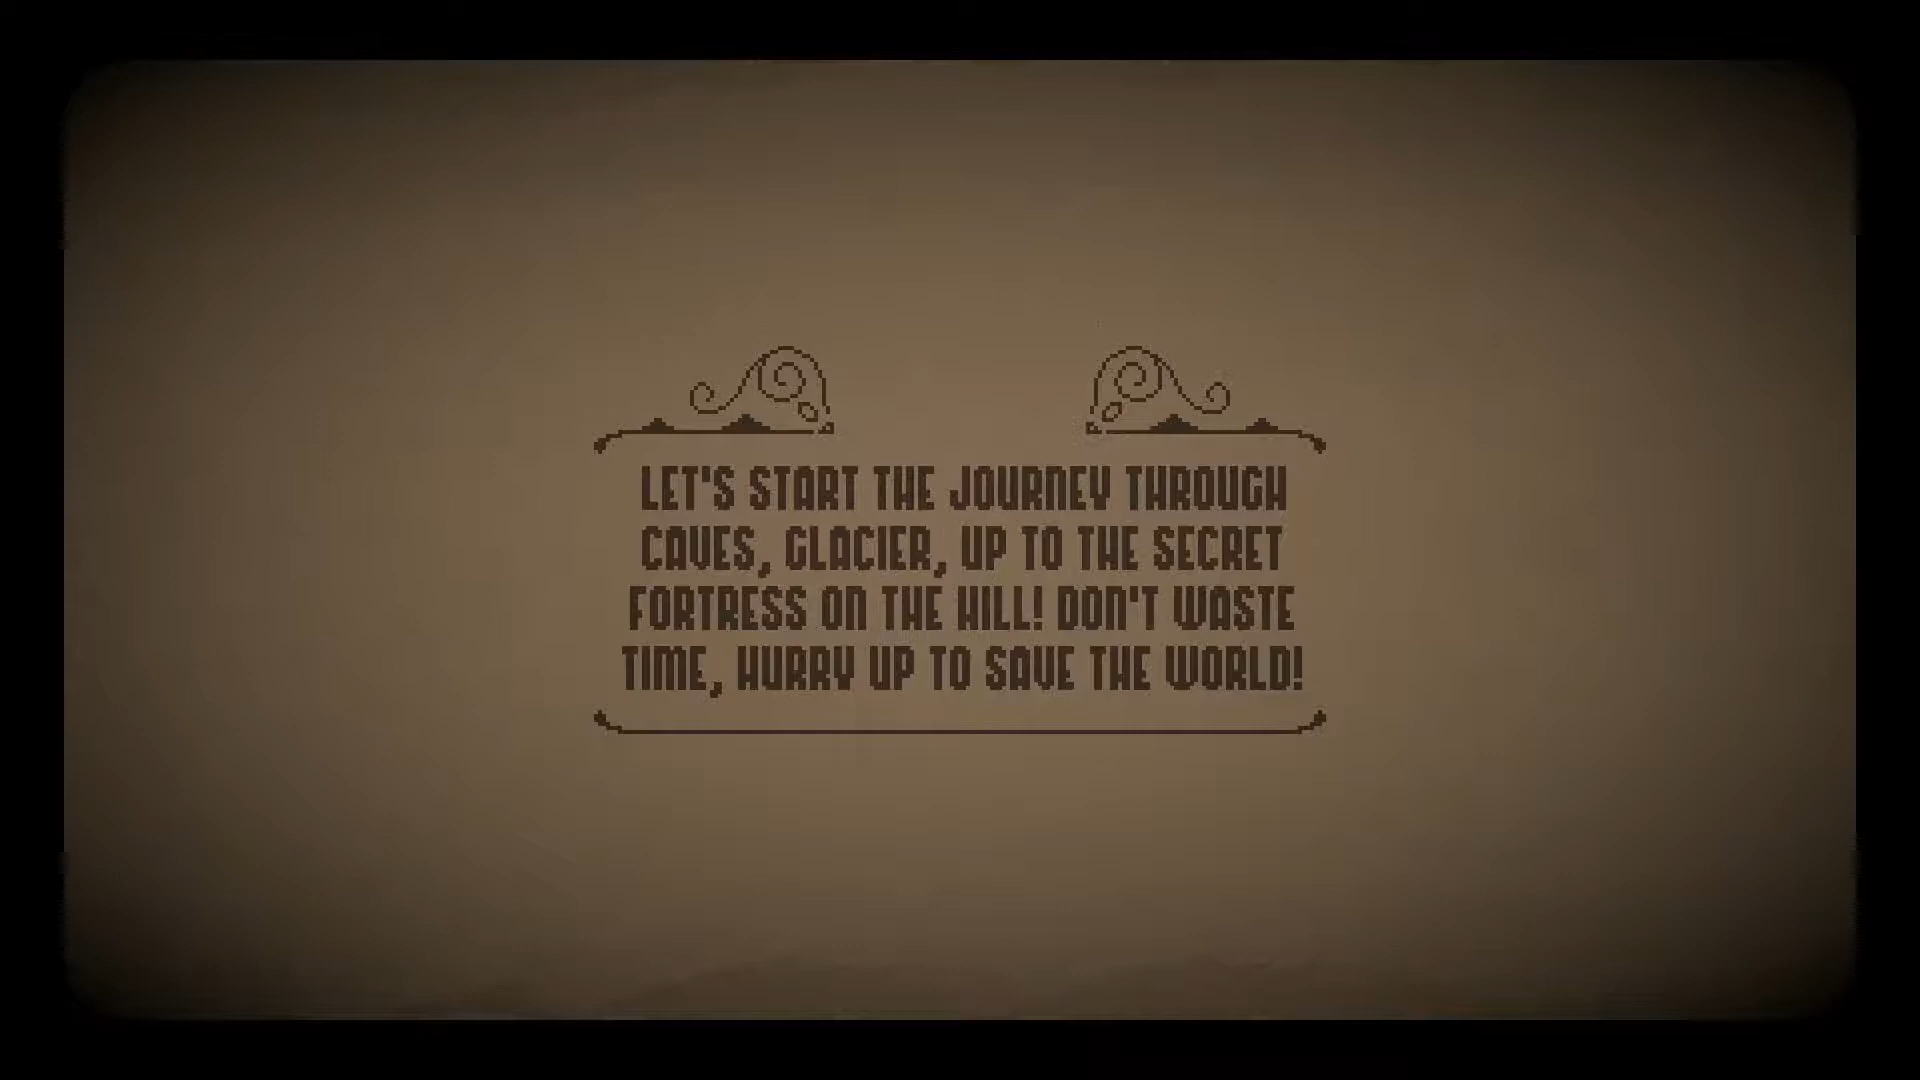 LET'S START THE JOURNEY THROUGH
CAVES, GLACIER, UP TO THE SECRET
FORTRESS ON THE HILL! DON'T WASTE
TIME, HURRY UP TO SAVE THE WORLD!